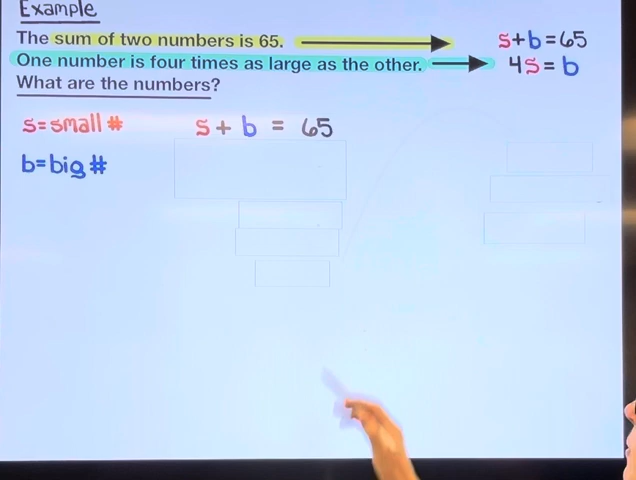 Example
The sum of two numbers is 65.
s+b=65
One number is four times as large as the other.
4s=b
What are the numbers?
s=small #
s+b = 65
b=big #